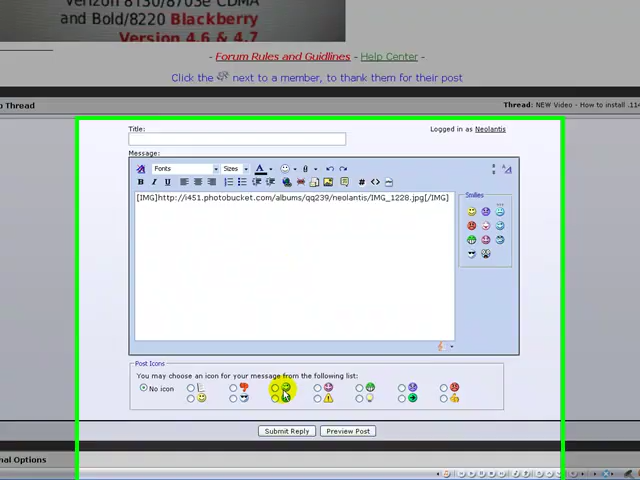 Verizon 8130/8703e CDMA
and Bold/8220 Blackberry
Version 4.6 & 4.7
- Forum Rules and Guidlines - Help Center -
Click the next to a member, to thank them for their post
Thread
Thread: NEW Video - How to install .114
Title:
Logged in as Neolantis
Message:
Fonts Sizes A
B I U # <>
[IMG]http://i451.photobucket.com/albums/qq239/neolantis/IMG_1228.jpg[/IMG]
Smilies
Post Icons
You may choose an icon for your message from the following list:
No icon
Submit Reply Preview Post
nal Options